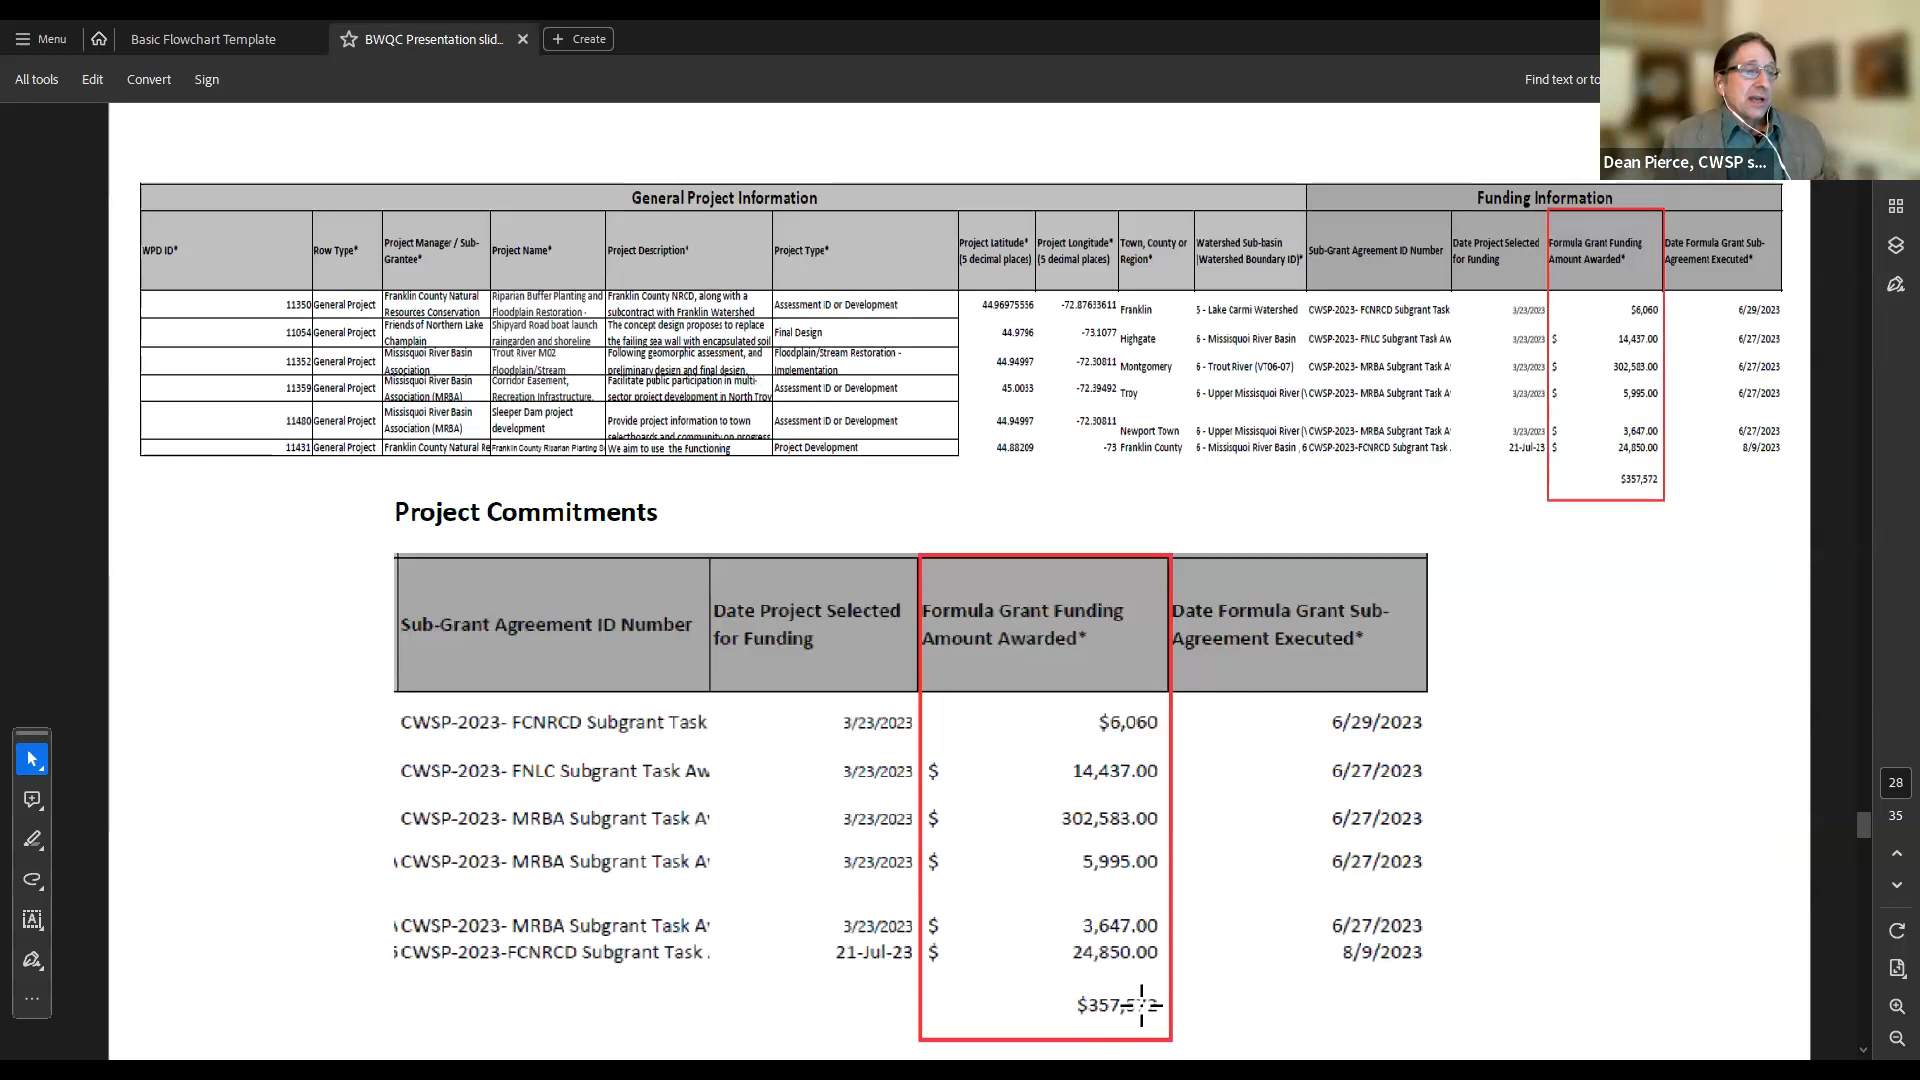 Menu
Basic Flowchart Template
BWQC Presentation slid...
Create
All tools
Edit
Convert
Sign
Find text or to
Dean Pierce, CWSP s...
General Project Information
Funding Information
WPD ID*
Row Type*
Project Manager / Sub-
Grantee*
Project Name*
Project Description*
Project Type*
Project Latitude*
(5 decimal places)
Project Longitude*
(5 decimal places)
Town, County or
Region*
Watershed Sub-basin
(Watershed Boundary ID)*
Sub-Grant Agreement ID Number
Date Project Selected
for Funding
Formula Grant Funding
Amount Awarded*
Date Formula Grant Sub-
Agreement Executed*
11350
General Project
Franklin County Natural
Resources Conservation
Riparian Buffer Planting and
Floodplain Restoration -
Franklin County NRCD, along with a
subcontract with Franklin Watershed
Assessment ID or Development
44.96975556
-72.87633611
Franklin
5 - Lake Carmi Watershed
CWSP-2023- FCNRCD Subgrant Task
3/23/2023
$6,060
6/29/2023
11054
General Project
Friends of Northern Lake
Champlain
Shipyard Road boat launch
raingarden and shoreline
The concept design proposes to replace
the failing sea wall with encapsulated soil
Final Design
44.9796
-73.1077
Highgate
6 - Missisquoi River Basin
CWSP-2023- FNLC Subgrant Task Aw
3/23/2023
$ 14,437.00
6/27/2023
11352
General Project
Missisquoi River Basin
Association
Trout River M02
Floodplain/Stream
Following geomorphic assessment, and
preliminary design and final design,
Floodplain/Stream Restoration -
Implementation
44.94997
-72.30811
Montgomery
6 - Trout River (VT06-07)
CWSP-2023- MRBA Subgrant Task A
3/23/2023
$ 302,583.00
6/27/2023
11359
General Project
Missisquoi River Basin
Association (MRBA)
Corridor Easement,
Recreation Infrastructure,
Facilitate public participation in multi-
sector project development in North Troy
Assessment ID or Development
45.0033
-72.39492
Troy
6 - Upper Missisquoi River (\
CWSP-2023- MRBA Subgrant Task A
3/23/2023
$ 5,995.00
6/27/2023
11480
General Project
Missisquoi River Basin
Association (MRBA)
Sleeper Dam project
development
Provide project information to town
selectboards and community on progress
Assessment ID or Development
44.94997
-72.30811
Newport Town
6 - Upper Missisquoi River (\
CWSP-2023- MRBA Subgrant Task A
3/23/2023
$ 3,647.00
6/27/2023
11431
General Project
Franklin County Natural Re
Franklin County Riparian Planting
We aim to use the Functioning
Project Development
44.88209
-73
Franklin County
6 - Missisquoi River Basin , 6
CWSP-2023-FCNRCD Subgrant Task .
21-Jul-23
$ 24,850.00
8/9/2023
$357,572
Project Commitments
Sub-Grant Agreement ID Number
Date Project Selected
for Funding
Formula Grant Funding
Amount Awarded*
Date Formula Grant Sub-
Agreement Executed*
CWSP-2023- FCNRCD Subgrant Task 3/23/2023 $6,060 6/29/2023
CWSP-2023- FNLC Subgrant Task Aw 3/23/2023 $ 14,437.00 6/27/2023
CWSP-2023- MRBA Subgrant Task A 3/23/2023 $ 302,583.00 6/27/2023
CWSP-2023- MRBA Subgrant Task A 3/23/2023 $ 5,995.00 6/27/2023
CWSP-2023- MRBA Subgrant Task A 3/23/2023 $ 3,647.00 6/27/2023
CWSP-2023-FCNRCD Subgrant Task . 21-Jul-23 $ 24,850.00 8/9/2023
$357,572
28
35